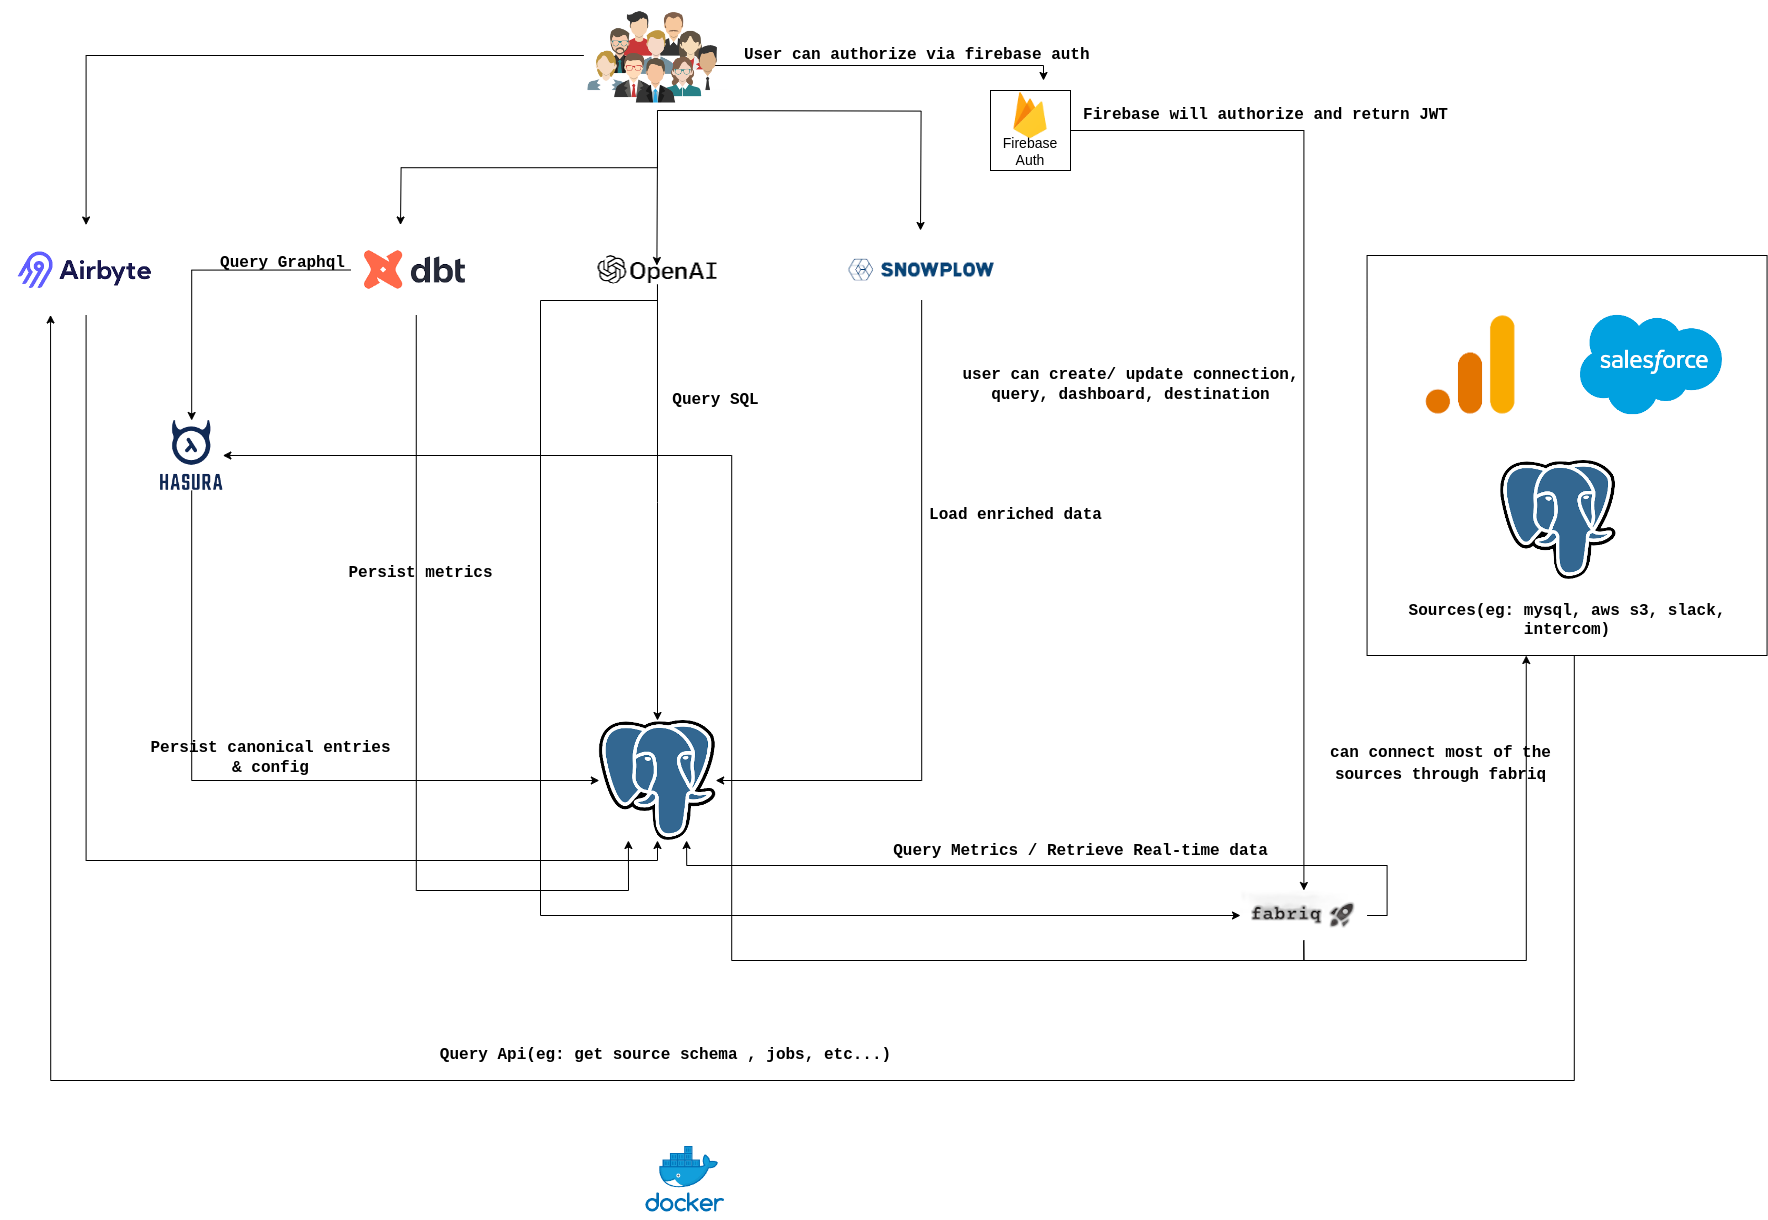 User can authorize via firebase auth
Firebase will authorize and return JWT
Firebase
Auth
Airbyte
Query Graphql
dbt
OpenAI
SNOWPLOW
user can create/ update connection,
query, dashboard, destination
Query SQL
salesforce
HASURA
Load enriched data
Persist metrics
Sources(eg: mysql, aws s3, slack,
intercom)
Persist canonical entries
& config
can connect most of the
sources through fabriq
Query Metrics / Retrieve Real-time data
fabriq
Query Api(eg: get source schema , jobs, etc...)
docker